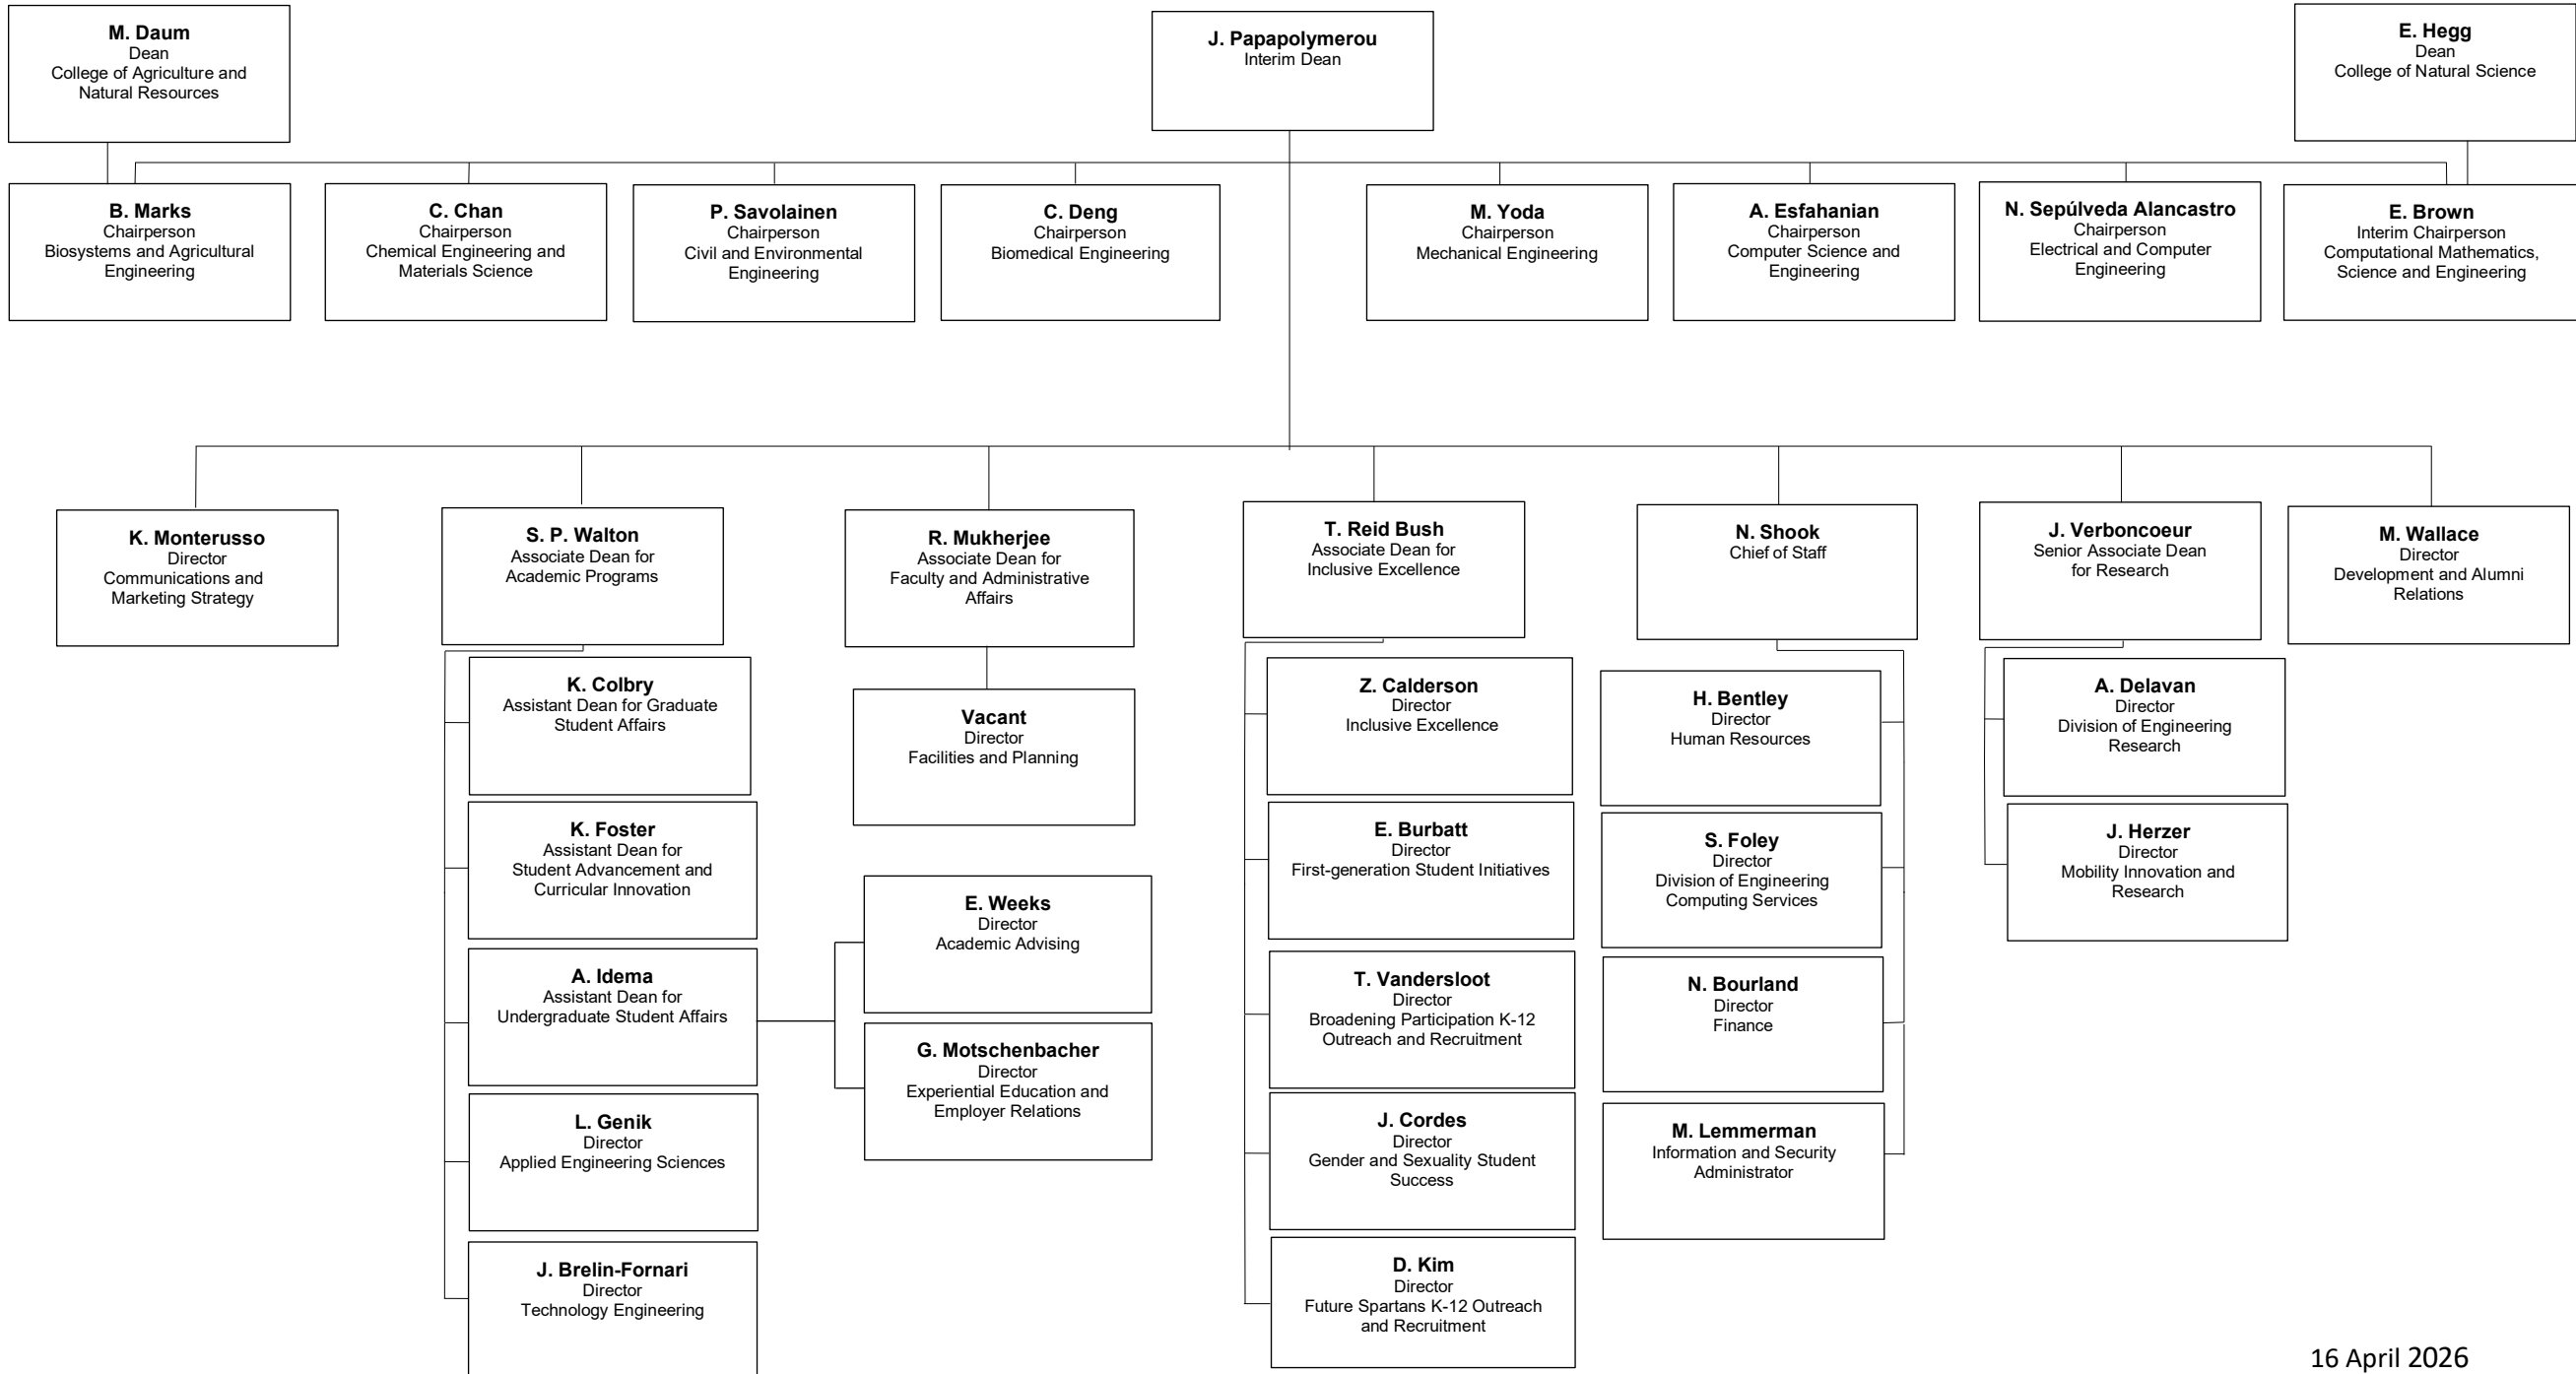 M. Daum
Dean
College of Agriculture and
Natural Resources
J. Papapolymerou
Interim Dean
E. Hegg
Dean
College of Natural Science
B. Marks
Chairperson
Biosystems and Agricultural
Engineering
C. Chan
Chairperson
Chemical Engineering and
Materials Science
P. Savolainen
Chairperson
Civil and Environmental
Engineering
C. Deng
Chairperson
Biomedical Engineering
M. Yoda
Chairperson
Mechanical Engineering
A. Esfahanian
Chairperson
Computer Science and
Engineering
N. Sepúlveda Alancastro
Chairperson
Electrical and Computer
Engineering
E. Brown
Interim Chairperson
Computational Mathematics,
Science and Engineering
K. Monterusso
Director
Communications and
Marketing Strategy
S. P. Walton
Associate Dean for
Academic Programs
R. Mukherjee
Associate Dean for
Faculty and Administrative
Affairs
T. Reid Bush
Associate Dean for
Inclusive Excellence
N. Shook
Chief of Staff
J. Verboncoeur
Senior Associate Dean
for Research
M. Wallace
Director
Development and Alumni
Relations
K. Colbry
Assistant Dean for Graduate
Student Affairs
K. Foster
Assistant Dean for
Student Advancement and
Curricular Innovation
A. Idema
Assistant Dean for
Undergraduate Student Affairs
L. Genik
Director
Applied Engineering Sciences
J. Brelin-Fornari
Director
Technology Engineering
Vacant
Director
Facilities and Planning
E. Weeks
Director
Academic Advising
G. Motschenbacher
Director
Experiential Education and
Employer Relations
Z. Calderson
Director
Inclusive Excellence
E. Burbatt
Director
First-generation Student Initiatives
T. Vandersloot
Director
Broadening Participation K-12
Outreach and Recruitment
J. Cordes
Director
Gender and Sexuality Student
Success
D. Kim
Director
Future Spartans K-12 Outreach
and Recruitment
H. Bentley
Director
Human Resources
S. Foley
Director
Division of Engineering
Computing Services
N. Bourland
Director
Finance
M. Lemmerman
Information and Security
Administrator
A. Delavan
Director
Division of Engineering
Research
J. Herzer
Director
Mobility Innovation and
Research
16 April 2026